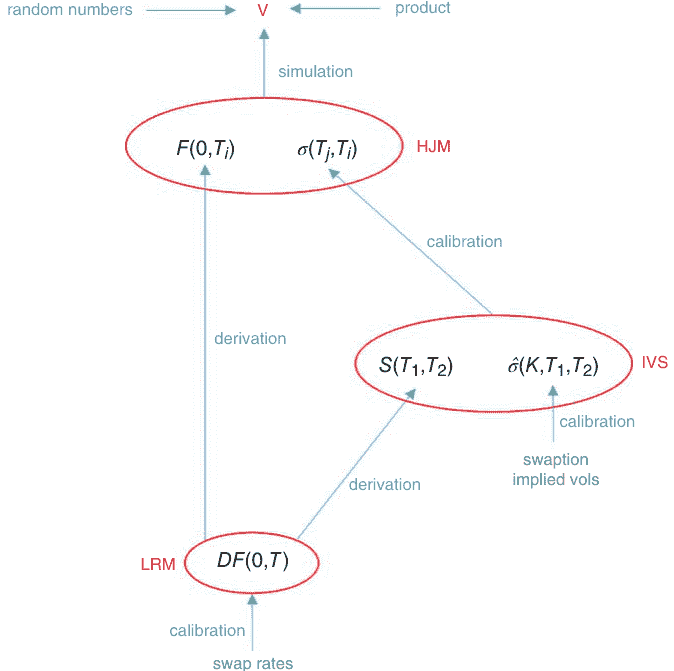 random numbers
V
product
simulation
F(0,Tᵢ)
σ(Tⱼ,Tᵢ)
HJM
calibration
derivation
S(T₁,T₂)
σ̂(K,T₁,T₂)
IVS
calibration
swaption
implied vols
derivation
LRM
DF(0,T)
calibration
swap rates